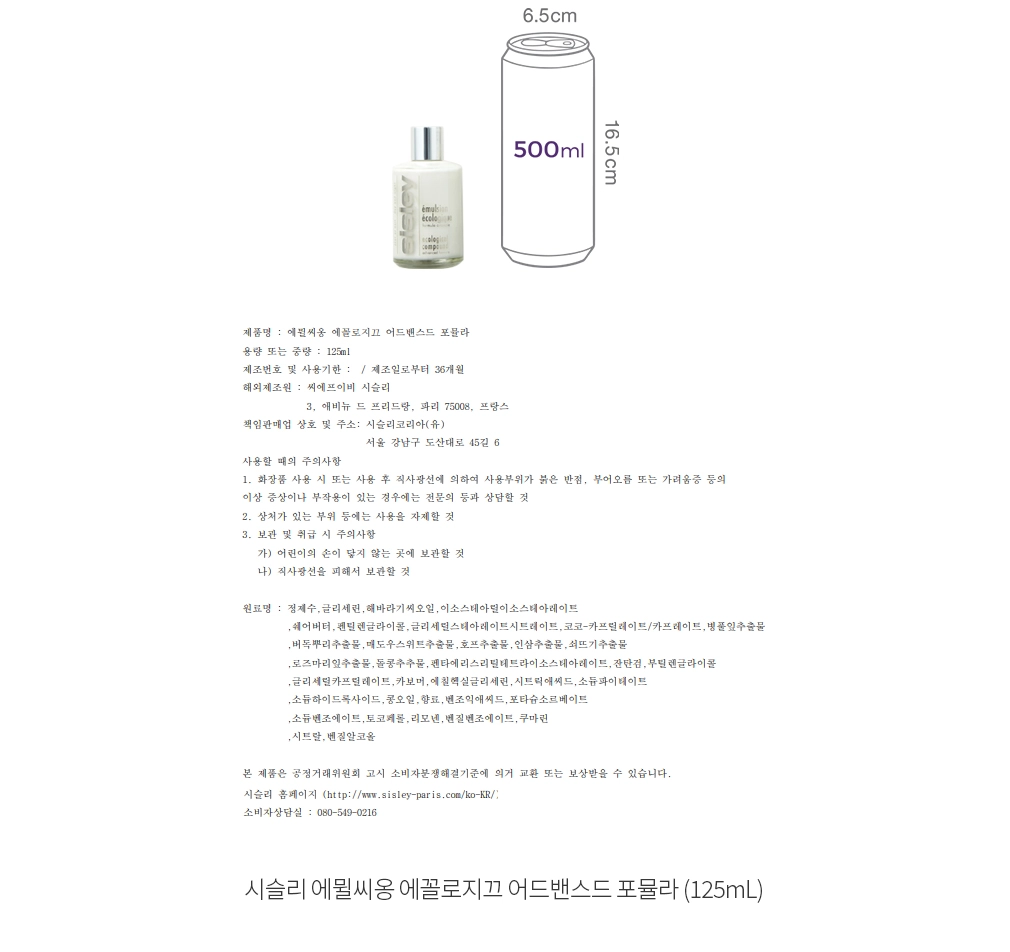 6.5cm
500ml
16.5cm
sisley
émulsion
écologique
제품명 : 에뮐씨옹 에꼴로지끄 어드밴스드 포뮬라
용량 또는 중량 : 125ml
제조번호 및 사용기한 : / 제조일로부터 36개월
해외제조원 : 씨에프이비 시슬리
3, 애비뉴 드 프리드랑, 파리 75008, 프랑스
책임판매업 상호 및 주소: 시슬리코리아(유)
서울 강남구 도산대로 45길 6
사용할 때의 주의사항
1. 화장품 사용 시 또는 사용 후 직사광선에 의하여 사용부위가 붉은 반점, 부어오름 또는 가려움증 등의
이상 증상이나 부작용이 있는 경우에는 전문의 등과 상담할 것
2. 상처가 있는 부위 등에는 사용을 자제할 것
3. 보관 및 취급 시 주의사항
가) 어린이의 손이 닿지 않는 곳에 보관할 것
나) 직사광선을 피해서 보관할 것
원료명 : 정제수,글리세린,해바라기씨오일,이소스테아릴이소스테아레이트
,쉐어버터,펜틸렌글라이콜,글리세릴스테아레이트시트레이트,코코-카프릴레이트/카프레이트,병풀잎추출물
,버독뿌리추출물,매도우스위트추출물,호프추출물,인삼추출물,쇠뜨기추출물
,로즈마리잎추출물,돌콩추추물,펜타에리스리틸테트라이소스테아레이트,잔탄검,부틸렌글라이콜
,글리세릴카프릴레이트,카보머,에칠헥실글리세린,시트릭애씨드,소듐파이테이트
,소듐하이드록사이드,콩오일,향료,벤조익애씨드,포타슘소르베이트
,소듐벤조에이트,토코페롤,리모넨,벤질벤조에이트,쿠마린
,시트랄,벤질알코올
본 제품은 공정거래위원회 고시 소비자분쟁해결기준에 의거 교환 또는 보상받을 수 있습니다.
시슬리 홈페이지 (http://www.sisley-paris.com/ko-KR/)
소비자상담실 : 080-549-0216
시슬리 에뮐씨옹 에꼴로지끄 어드밴스드 포뮬라 (125mL)